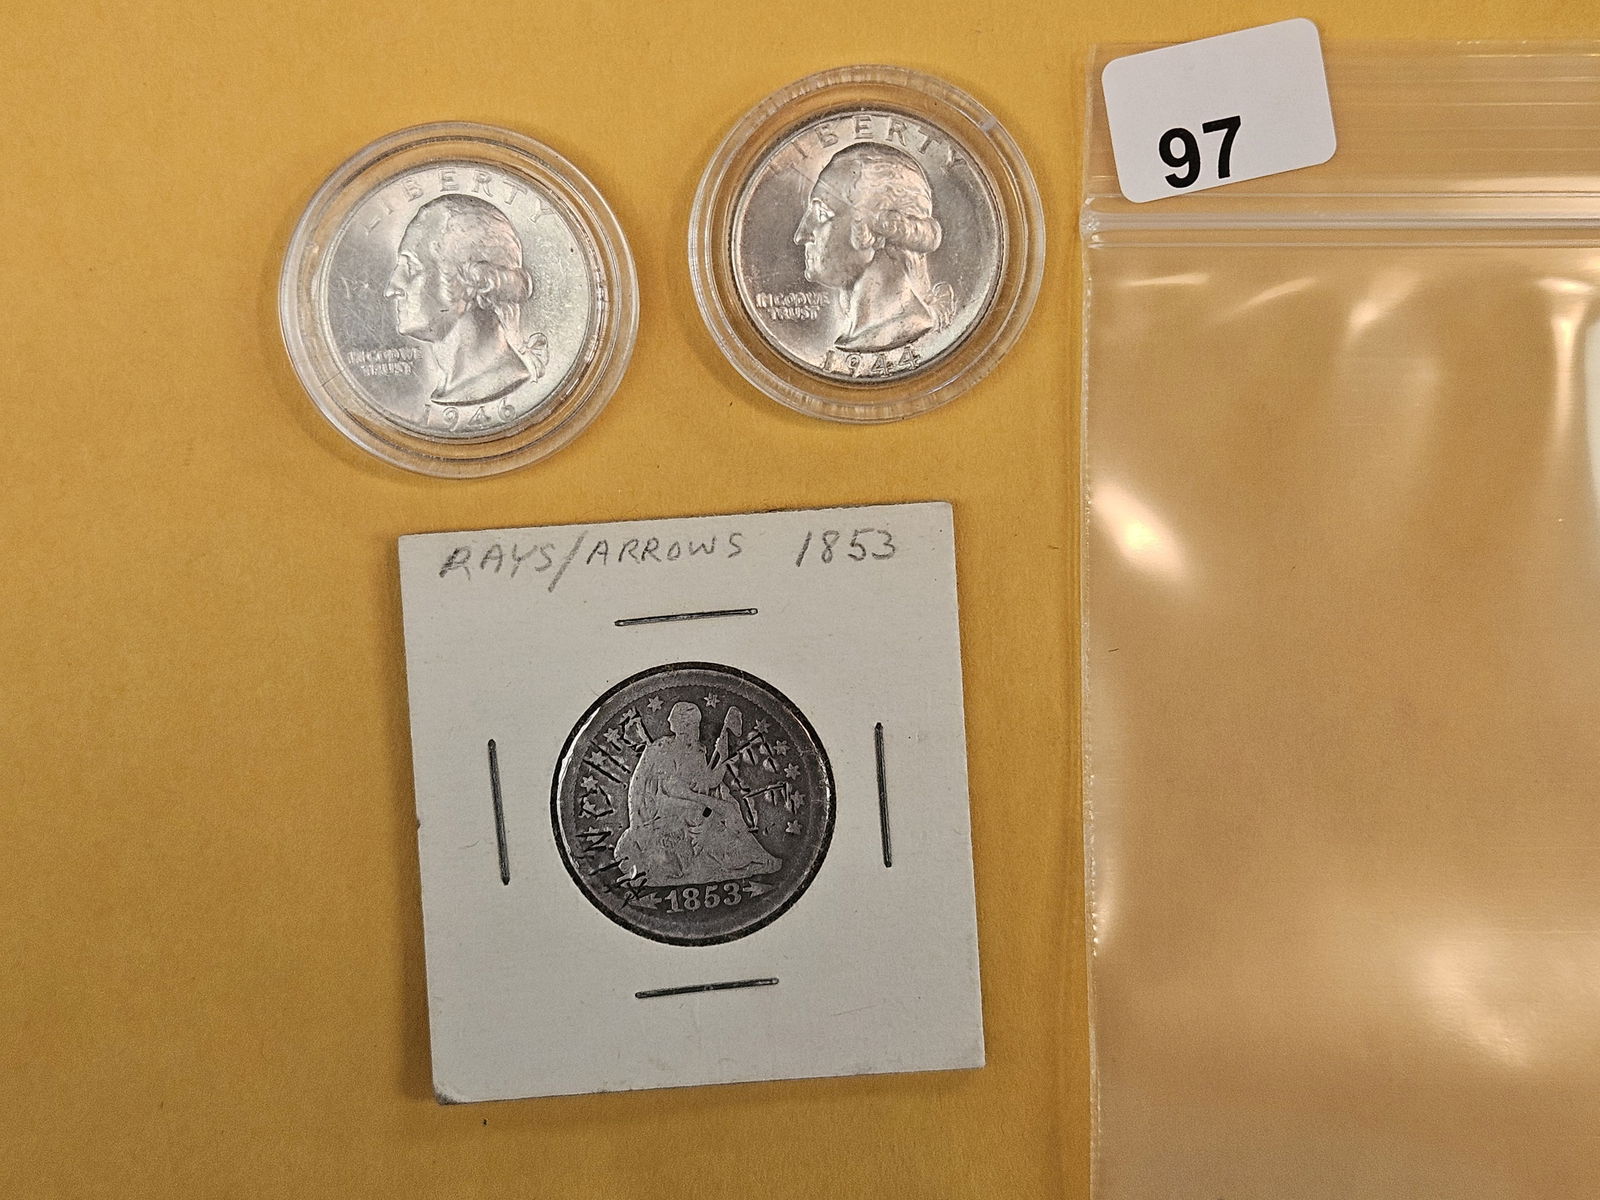 97
LIBERTY
IN GOD WE
TRUST
1946
LIBERTY
IN GOD WE
TRUST
1944
RAYS/ARROWS 1853
1853